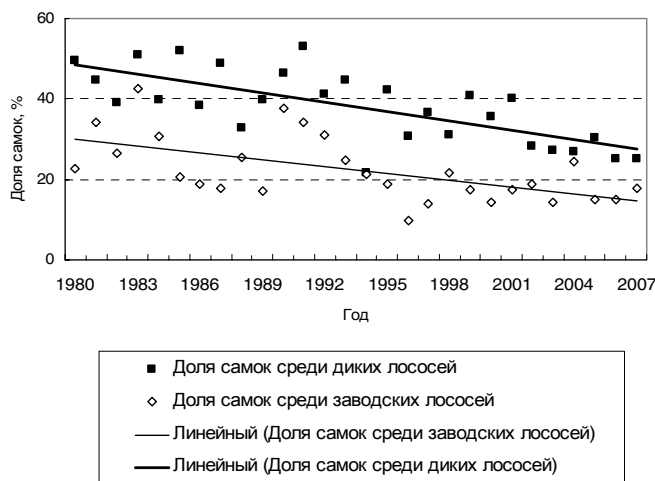 60
40
20
0
Доля самок, %
1980 1983 1986 1989 1992 1995 1998 2001 2004 2007
Год
Доля самок среди диких лососей
Доля самок среди заводских лососей
Линейный (Доля самок среди заводских лососей)
Линейный (Доля самок среди диких лососей)